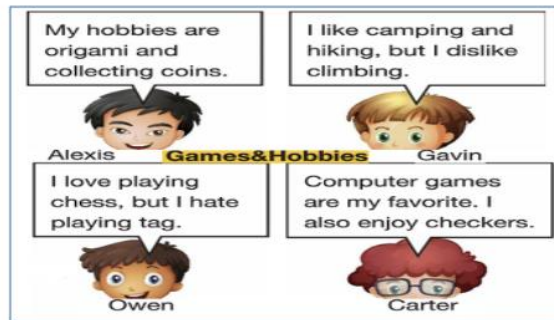 My hobbies are
origami and
collecting coins.
I like camping and
hiking, but I dislike
climbing.
Alexis
Games&Hobbies
Gavin
I love playing
chess, but I hate
playing tag.
Computer games
are my favorite. I
also enjoy checkers.
Owen
Carter